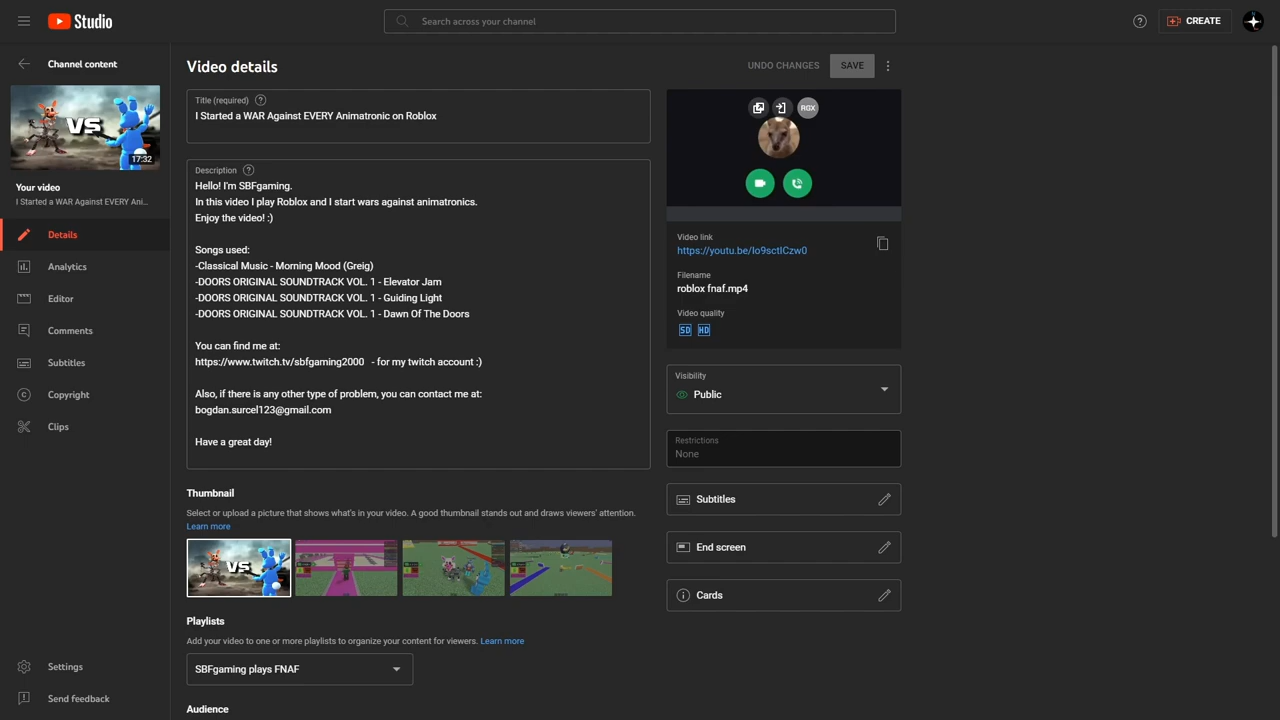 Studio
Search across your channel
CREATE
Channel content
VS
17:32
Your video
I Started a WAR Against EVERY Ani...
Details
Analytics
Editor
Comments
Subtitles
Copyright
Clips
Settings
Send feedback
Video details
UNDO CHANGES
SAVE
Title (required)
I Started a WAR Against EVERY Animatronic on Roblox
Description
Hello! I'm SBFgaming.
In this video I play Roblox and I start wars against animatronics.
Enjoy the video! :)
Songs used:
-Classical Music - Morning Mood (Greig)
-DOORS ORIGINAL SOUNDTRACK VOL. 1 - Elevator Jam
-DOORS ORIGINAL SOUNDTRACK VOL. 1 - Guiding Light
-DOORS ORIGINAL SOUNDTRACK VOL. 1 - Dawn Of The Doors
You can find me at:
https://www.twitch.tv/sbfgaming2000 - for my twitch account :)
Also, if there is any other type of problem, you can contact me at:
bogdan.surcel123@gmail.com
Have a great day!
Thumbnail
Select or upload a picture that shows what's in your video. A good thumbnail stands out and draws viewers' attention.
Learn more
VS
Playlists
Add your video to one or more playlists to organize your content for viewers. Learn more
SBFgaming plays FNAF
Audience
RGX
Video link
https://youtu.be/Io9sctICzw0
Filename
roblox fnaf.mp4
Video quality
SD HD
Visibility
Public
Restrictions
None
Subtitles
End screen
Cards